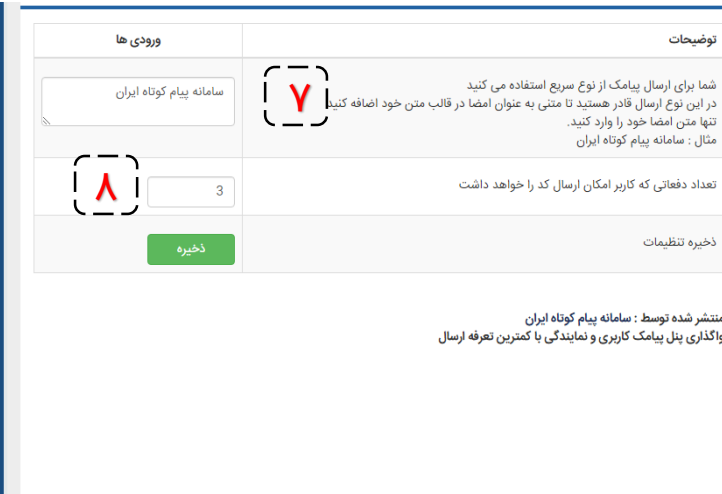 توضیحات
ورودی ها
شما برای ارسال پیامک از نوع سریع استفاده می کنید
در این نوع ارسال قادر هستید تا متنی به عنوان امضا در قالب متن خود اضافه کنید
تنها متن امضا خود را وارد کنید.
مثال : سامانه پیام کوتاه ایران
۷
سامانه پیام کوتاه ایران
تعداد دفعاتی که کاربر امکان ارسال کد را خواهد داشت
3
۸
ذخیره تنظیمات
ذخیره
منتشر شده توسط : سامانه پیام کوتاه ایران
واگذاری پنل پیامک کاربری و نمایندگی با کمترین تعرفه ارسال